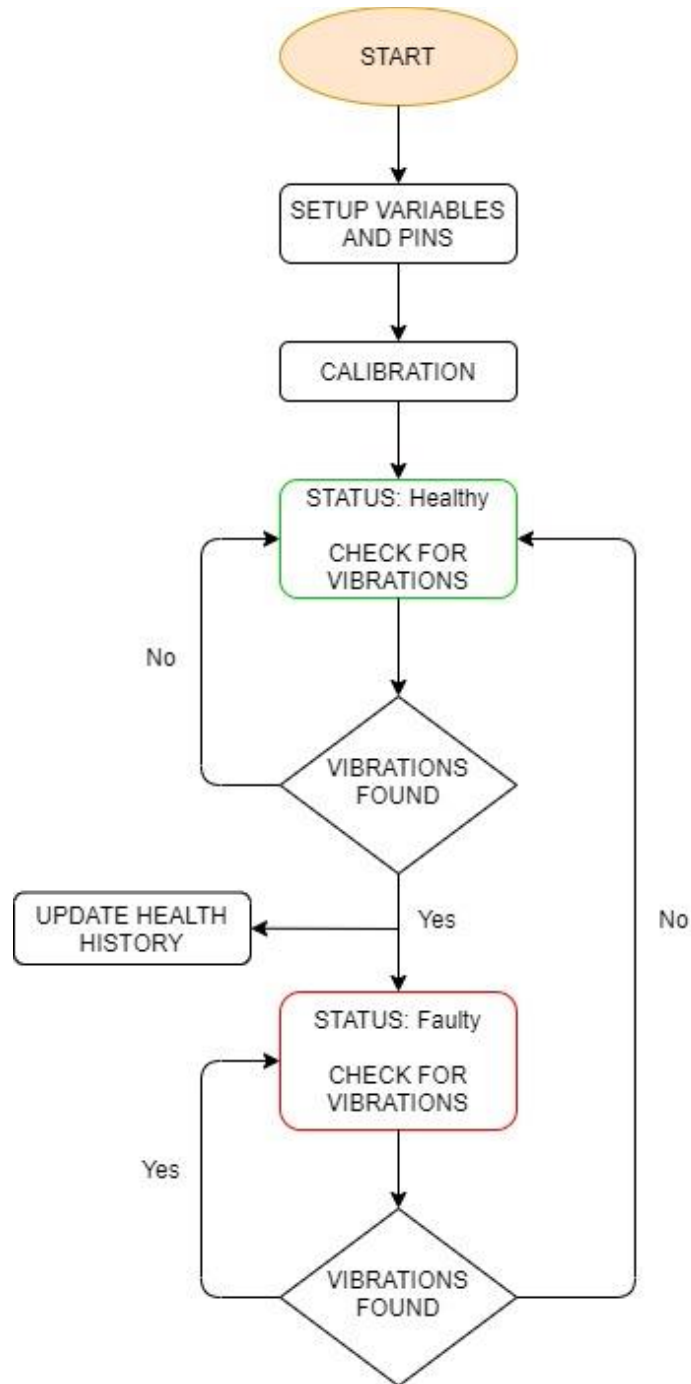 START
SETUP VARIABLES
AND PINS
CALIBRATION
STATUS: Healthy
CHECK FOR
VIBRATIONS
No
VIBRATIONS
FOUND
UPDATE HEALTH
HISTORY
Yes
No
STATUS: Faulty
CHECK FOR
VIBRATIONS
Yes
VIBRATIONS
FOUND